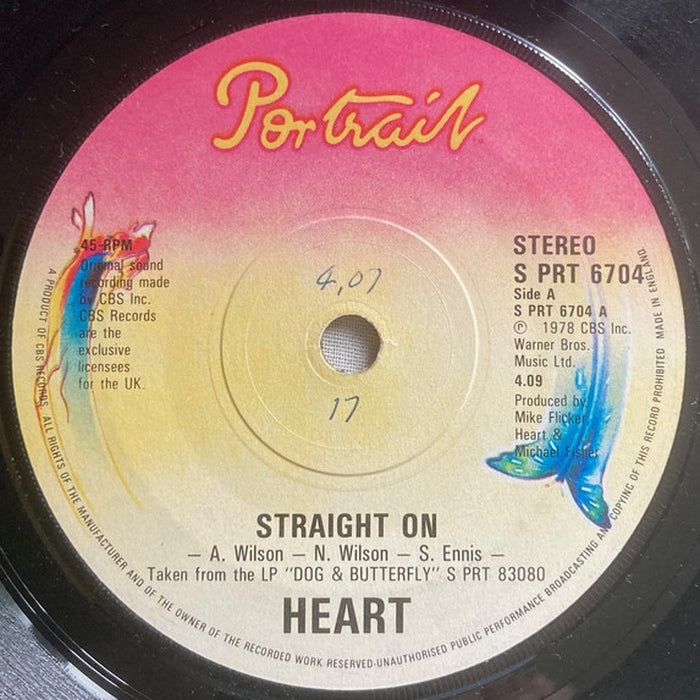 Portrait
45-RPM
Original sound
recording made
by CBS Inc.
CBS Records
are the
exclusive
licensees
for the UK.
STEREO
S PRT 6704
Side A
S PRT 6704 A
℗ 1978 CBS Inc.
Warner Bros.
Music Ltd.
4.09
Produced by
Mike Flicker
Heart &
Michael Fisher
4,07
17
STRAIGHT ON
– A. Wilson – N. Wilson – S. Ennis –
Taken from the LP "DOG & BUTTERFLY" S PRT 83080
HEART
A PRODUCT OF CBS RECORDS. ALL RIGHTS OF THE MANUFACTURER AND OF THE OWNER OF THE RECORDED WORK RESERVED·UNAUTHORISED PUBLIC PERFORMANCE BROADCASTING AND COPYING OF THIS RECORD PROHIBITED MADE IN ENGLAND.